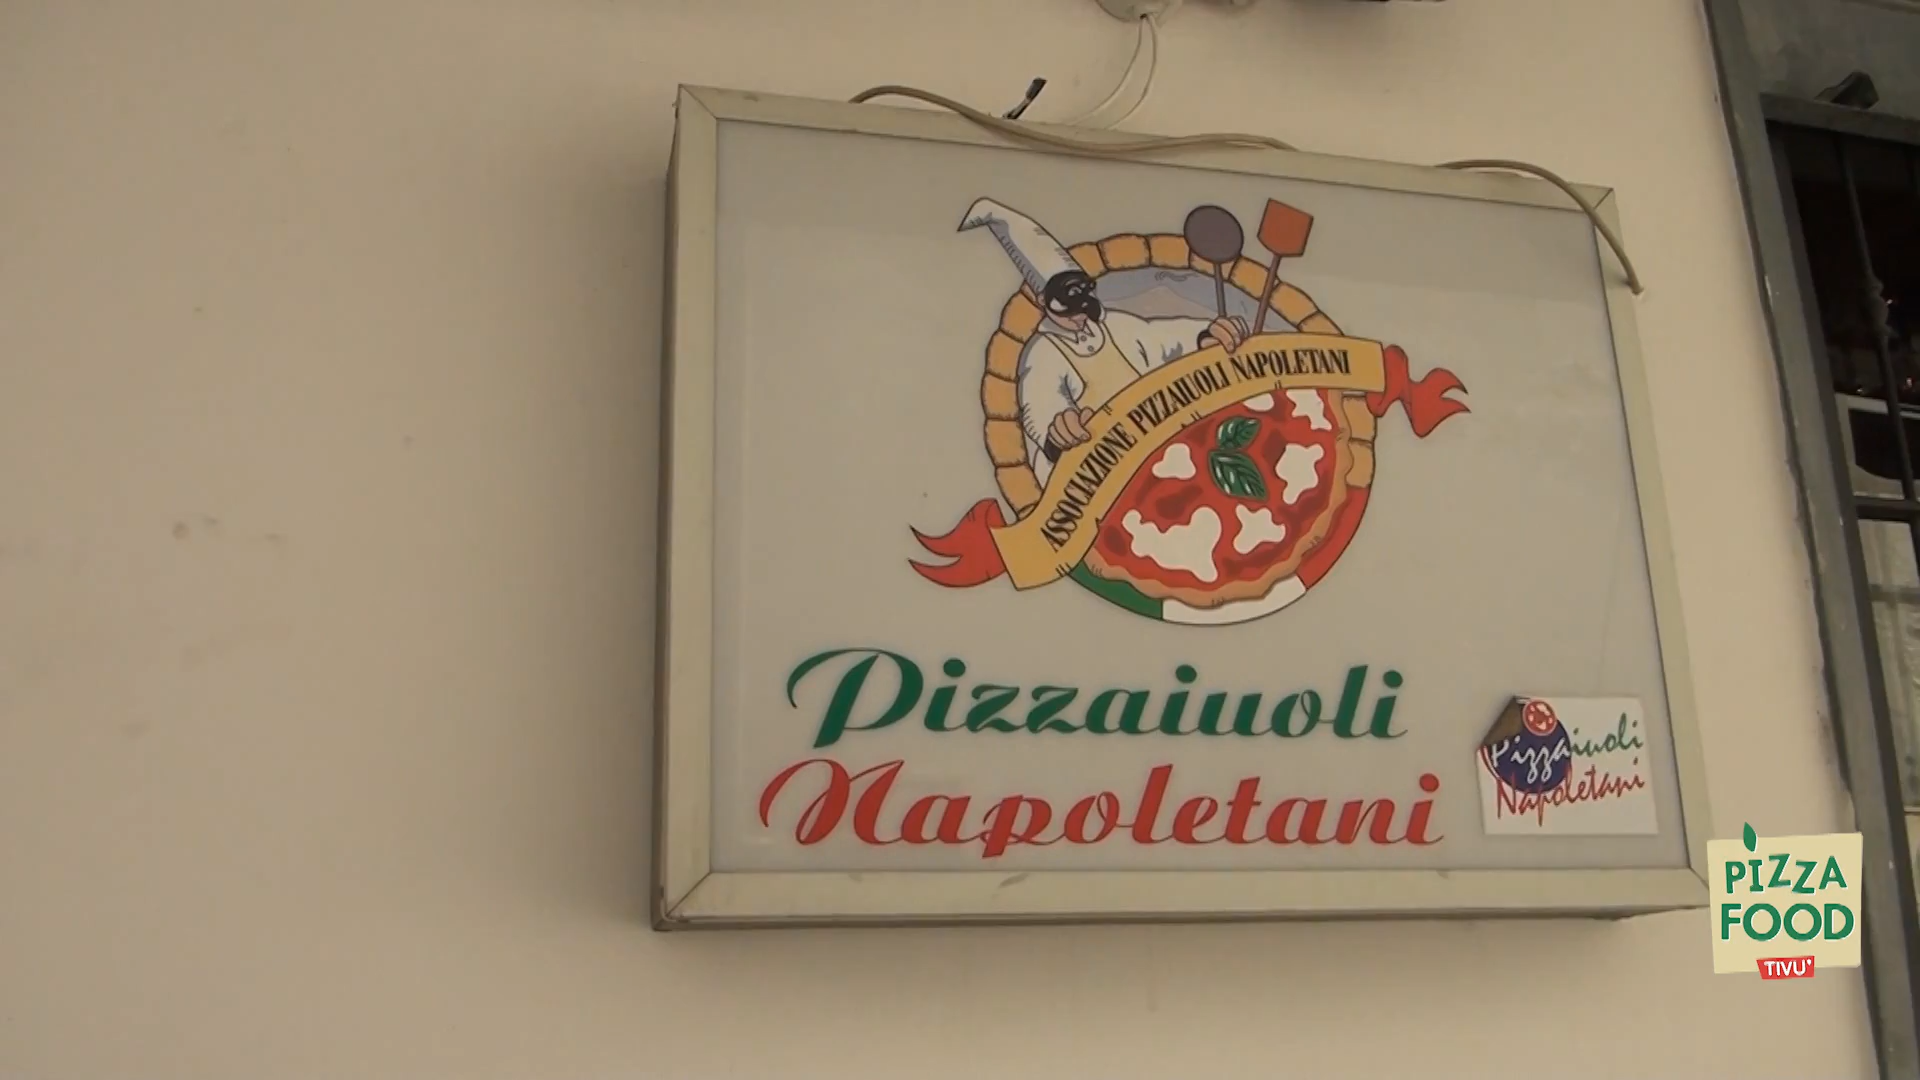 ASSOCIAZIONE PIZZAIUOLI NAPOLETANI
Pizzaiuoli
Napoletani
Pizzaiuoli
Napoletani
PIZZA
FOOD
TIVU'